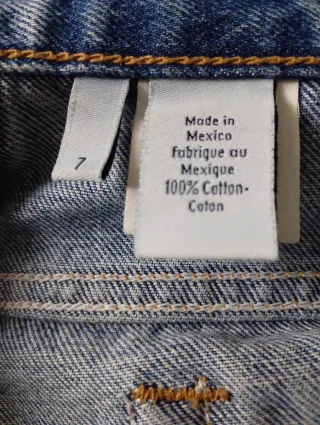 7
Made in
Mexico
Fabrique au
Mexique
100% Cotton-
Coton